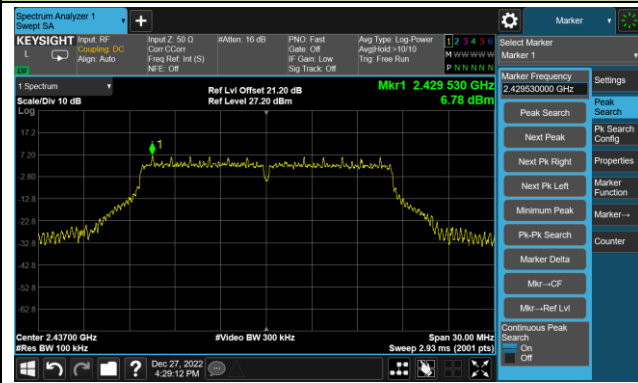 Spectrum Analyzer 1
Swept SA
+
Marker
KEYSIGHT
L
Input: RF
Coupling: DC
Align: Auto
Input Z: 50 Ω
Corr CCorr
Freq Ref: Int (S)
NFE: Off
#Atten: 16 dB
PNO: Fast
Gate: Off
IF Gain: Low
Sig Track: Off
Avg Type: Log-Power
Avg|Hold:>10/10
Trig: Free Run
1 2 3 4 5 6
M W W W W W
P N N N N N
Select Marker
Marker 1
1 Spectrum
Scale/Div 10 dB
Log
Ref Lvl Offset 21.20 dB
Ref Level 27.20 dBm
Mkr1 2.429 530 GHz
6.78 dBm
Marker Frequency
2.429530000 GHz
Settings
Peak Search
Next Peak
Next Pk Right
Next Pk Left
Minimum Peak
Pk-Pk Search
Marker Delta
Mkr→CF
Mkr→Ref Lvl
Continuous Peak
Search
On
Off
Peak
Search
Pk Search
Config
Properties
Marker
Function
Marker→
Counter
17.2
7.20
-2.80
-12.8
-22.8
-32.8
-42.8
-52.8
-62.8
1
Center 2.43700 GHz
#Res BW 100 kHz
#Video BW 300 kHz
Span 30.00 MHz
Sweep 2.93 ms (2001 pts)
?
Dec 27, 2022
4:29:12 PM